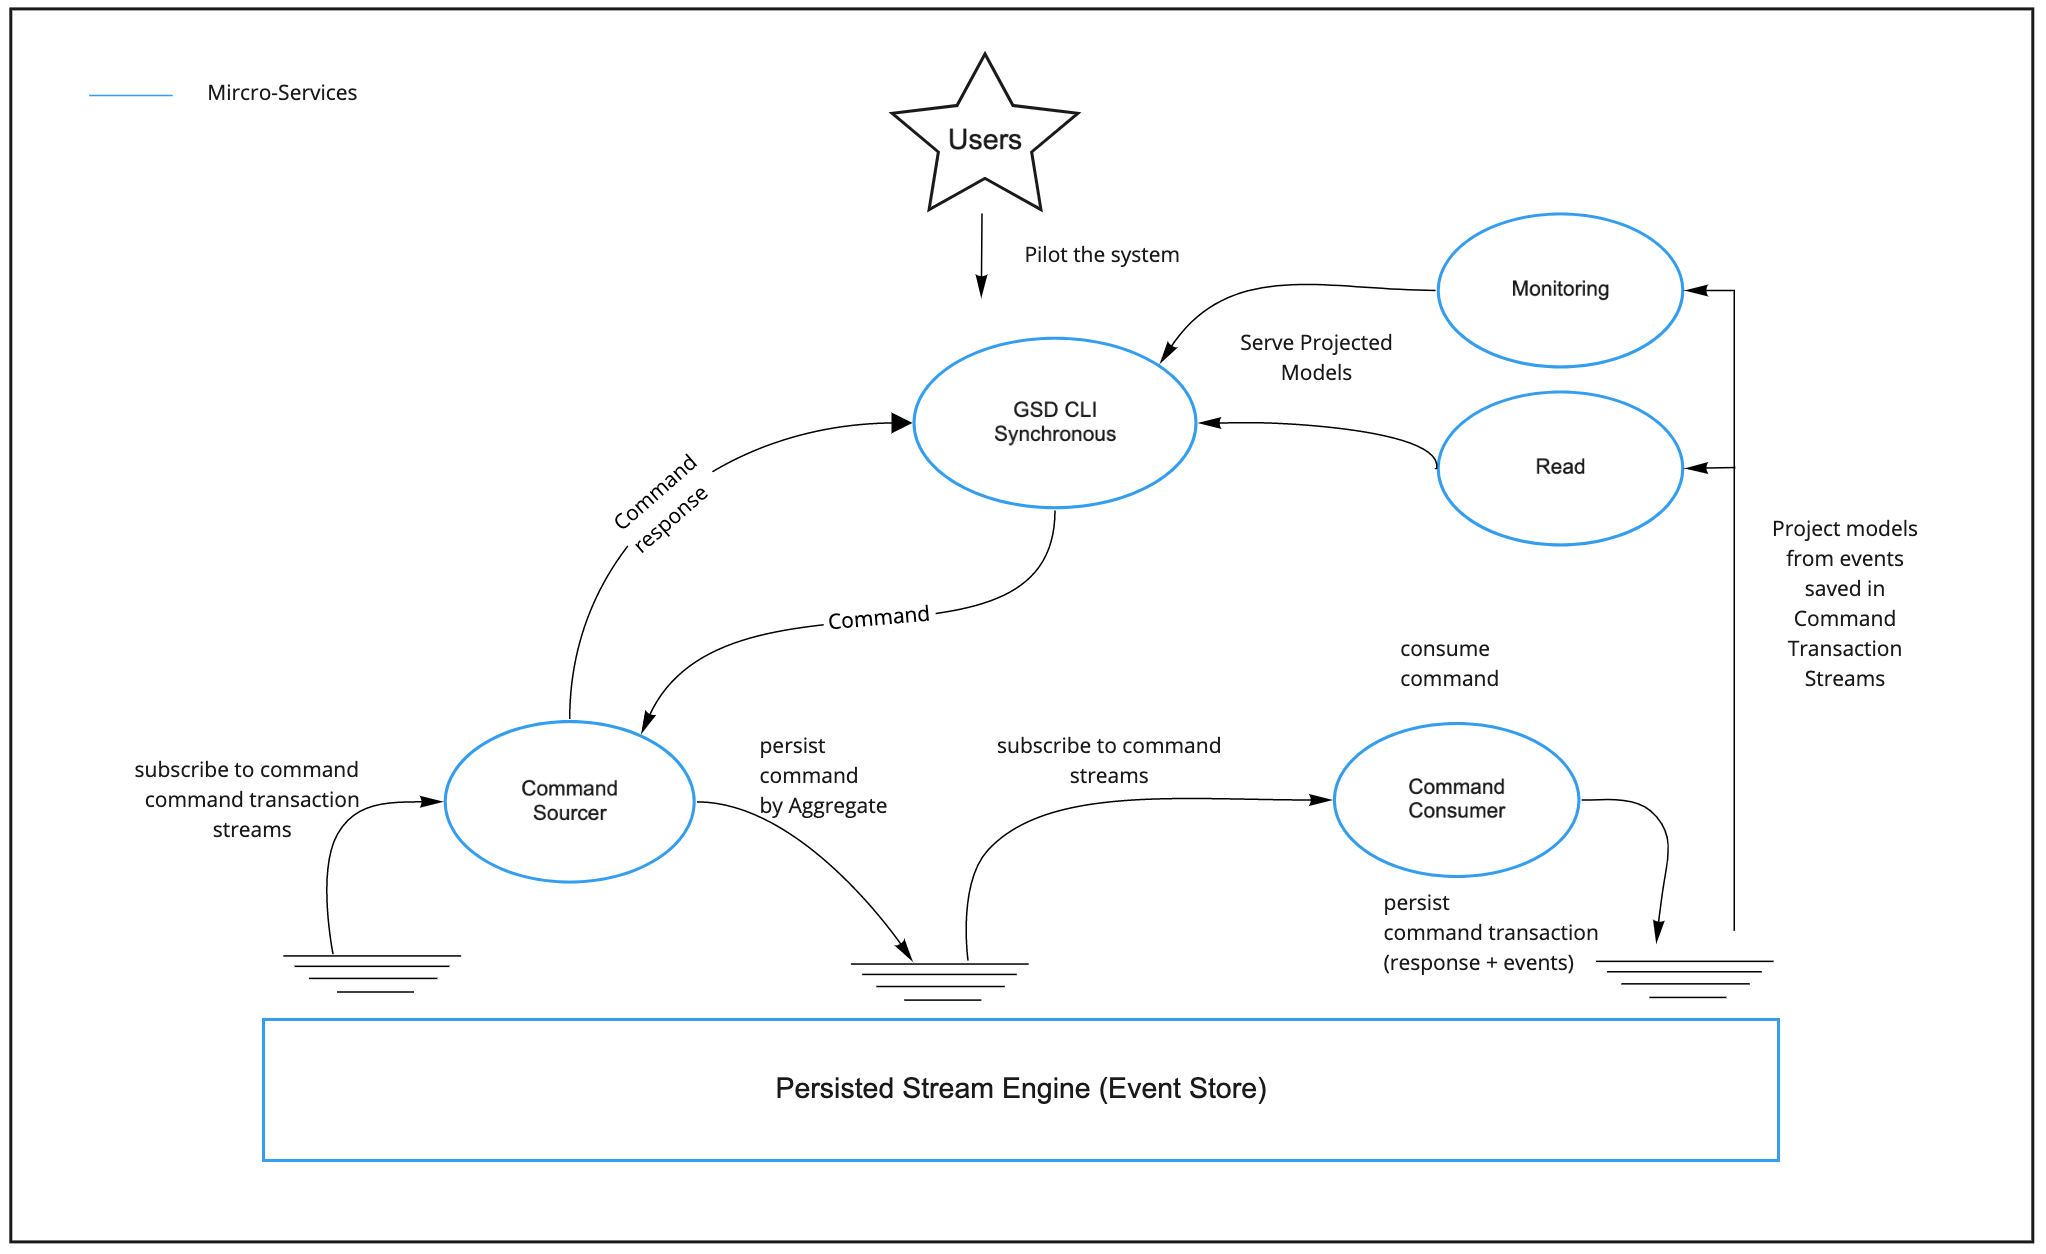 Mircro-Services
Users
Pilot the system
Monitoring
Serve Projected
Models
GSD CLI
Synchronous
Read
Command
response
Project models
from events
saved in
Command
Transaction
Streams
Command
consume
command
subscribe to command
command transaction
streams
Command
Sourcer
persist
command
by Aggregate
subscribe to command
streams
Command
Consumer
persist
command transaction
(response + events)
Persisted Stream Engine (Event Store)